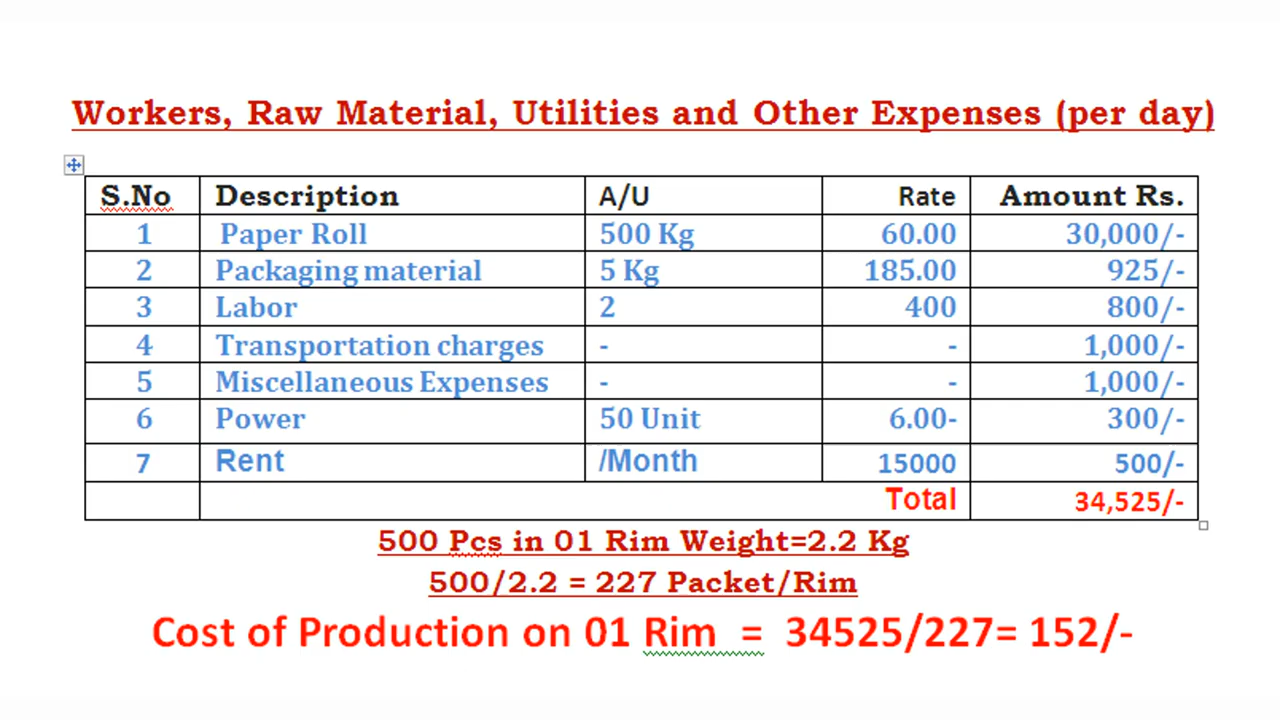 Workers, Raw Material, Utilities and Other Expenses (per day)
S.No Description A/U Rate Amount Rs.
1 Paper Roll 500 Kg 60.00 30,000/-
2 Packaging material 5 Kg 185.00 925/-
3 Labor 2 400 800/-
4 Transportation charges - - 1,000/-
5 Miscellaneous Expenses - - 1,000/-
6 Power 50 Unit 6.00- 300/-
7 Rent /Month 15000 500/-
Total 34,525/-
500 Pcs in 01 Rim Weight=2.2 Kg
500/2.2 = 227 Packet/Rim
Cost of Production on 01 Rim = 34525/227= 152/-